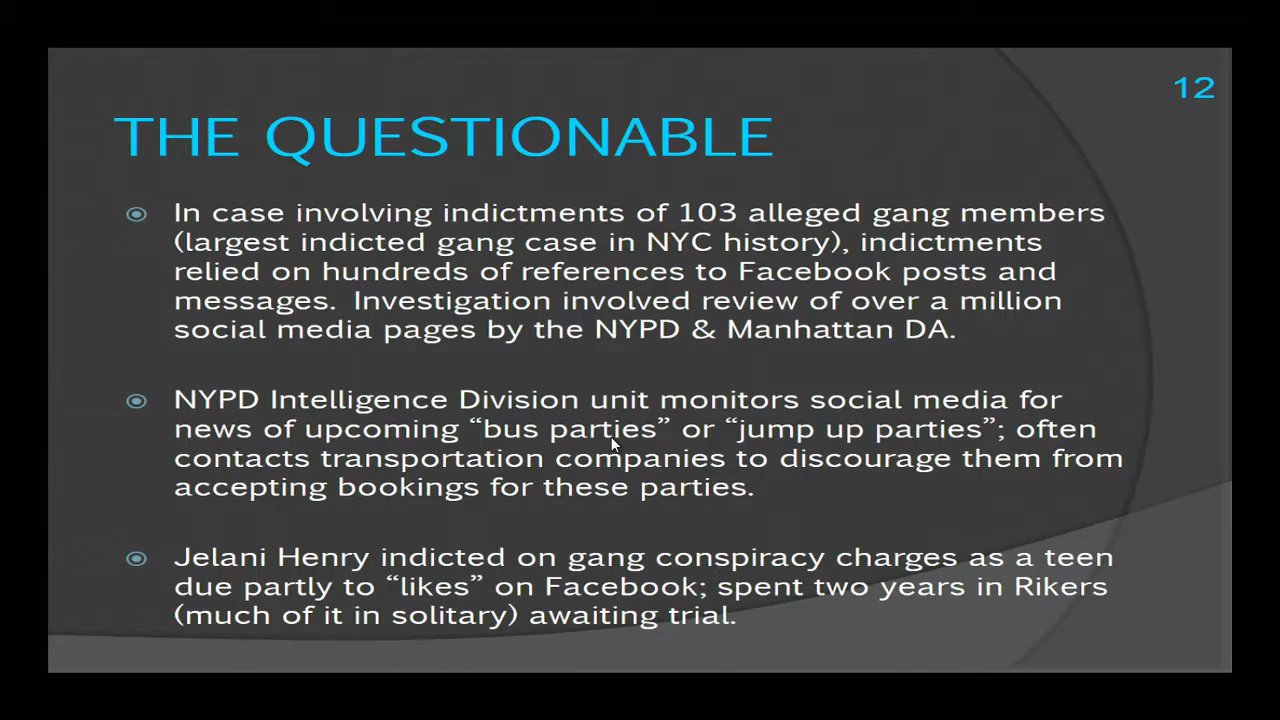 12
THE QUESTIONABLE
In case involving indictments of 103 alleged gang members
(largest indicted gang case in NYC history), indictments
relied on hundreds of references to Facebook posts and
messages.  Investigation involved review of over a million
social media pages by the NYPD & Manhattan DA.
NYPD Intelligence Division unit monitors social media for
news of upcoming “bus parties” or “jump up parties”; often
contacts transportation companies to discourage them from
accepting bookings for these parties.
Jelani Henry indicted on gang conspiracy charges as a teen
due partly to “likes” on Facebook; spent two years in Rikers
(much of it in solitary) awaiting trial.